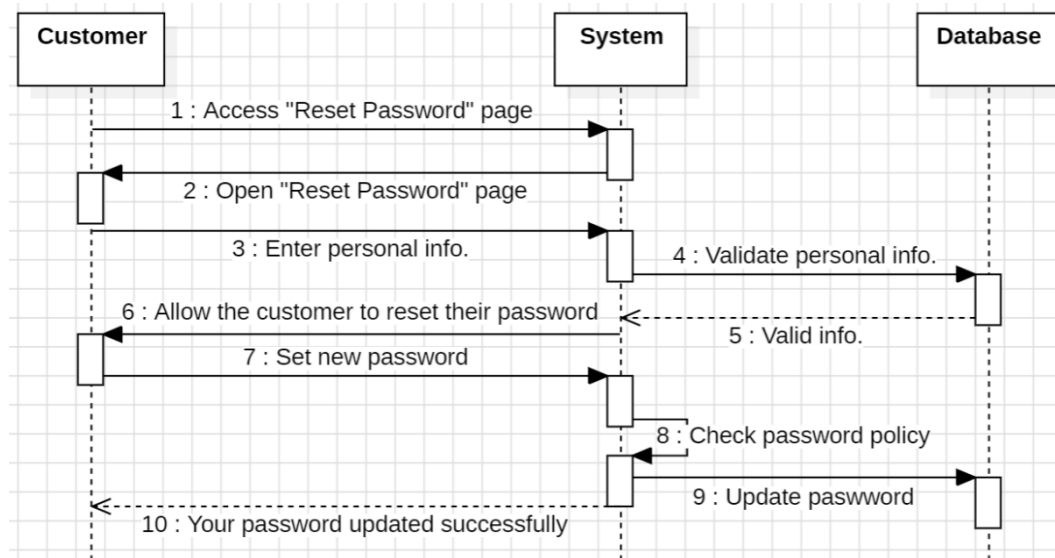 Customer
System
Database
1 : Access "Reset Password" page
2 : Open "Reset Password" page
3 : Enter personal info.
4 : Validate personal info.
6 : Allow the customer to reset their password
5 : Valid info.
7 : Set new password
8 : Check password policy
9 : Update paswword
10 : Your password updated successfully